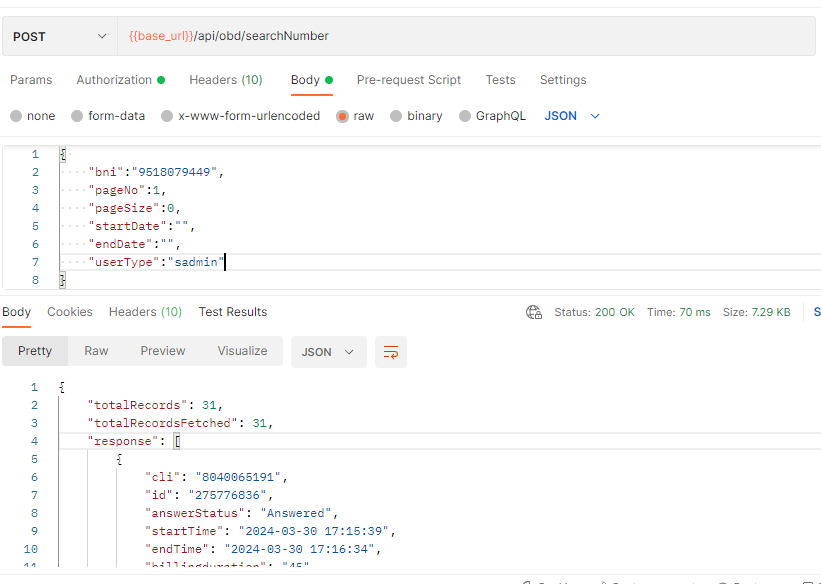 POST {{base_url}}/api/obd/searchNumber
Params Authorization Headers (10) Body Pre-request Script Tests Settings
none form-data x-www-form-urlencoded raw binary GraphQL JSON
1 {
2 "bni":"9518079449",
3 "pageNo":1,
4 "pageSize":0,
5 "startDate":"",
6 "endDate":"",
7 "userType":"sadmin"
8 }
Body Cookies Headers (10) Test Results Status: 200 OK Time: 70 ms Size: 7.29 KB S
Pretty Raw Preview Visualize JSON
1 {
2 "totalRecords": 31,
3 "totalRecordsFetched": 31,
4 "response": [
5 {
6 "cli": "8040065191",
7 "id": "275776836",
8 "answerStatus": "Answered",
9 "startTime": "2024-03-30 17:15:39",
10 "endTime": "2024-03-30 17:16:34",
11 "billingduration": "45"